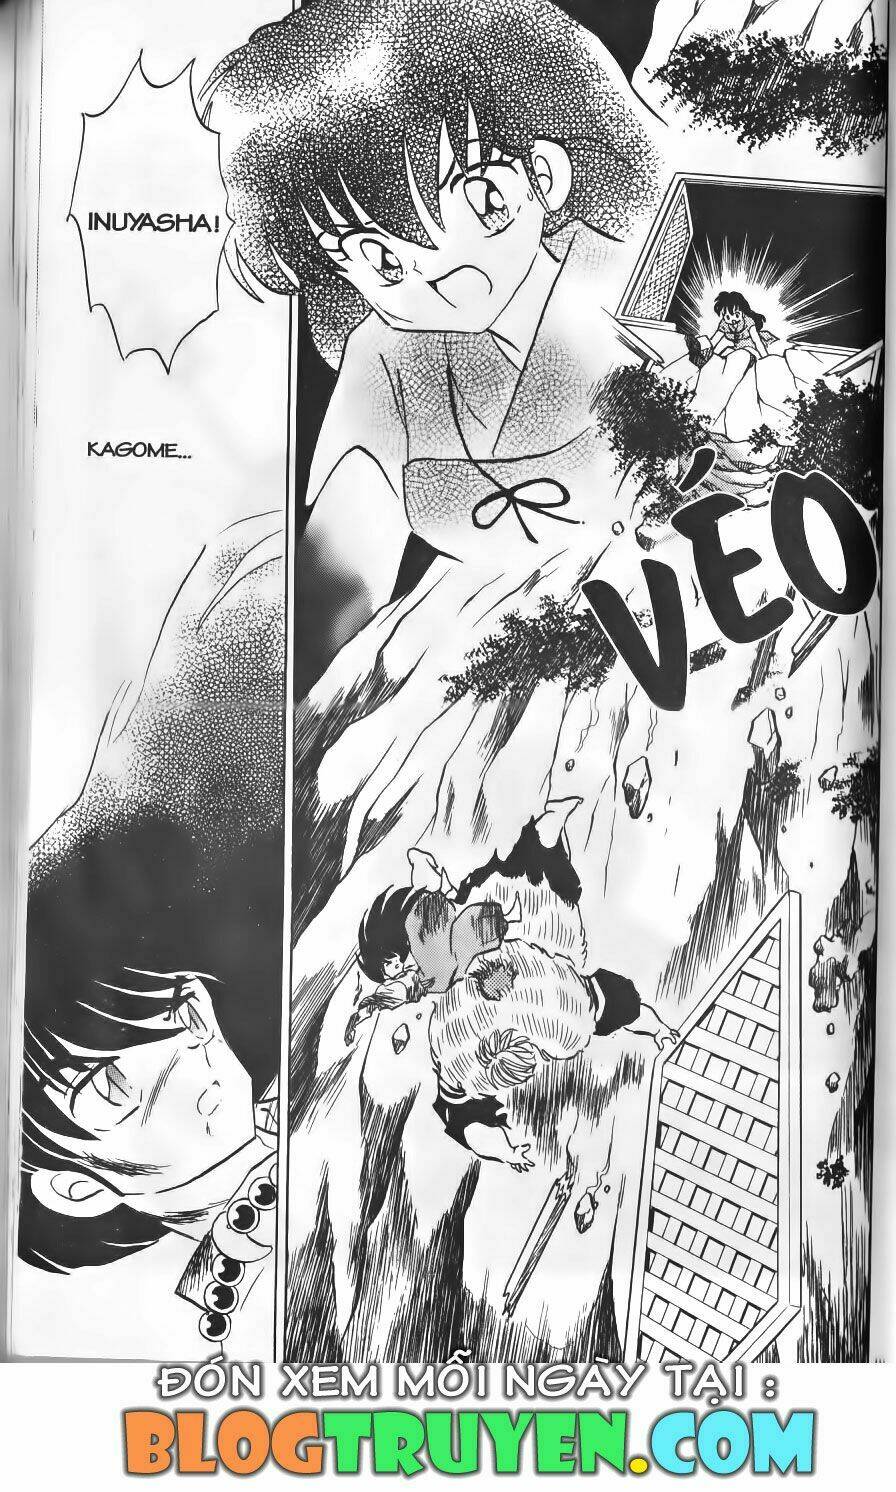 VÉO
INUYASHA!
KAGOME...
ĐÓN XEM MỖI NGÀY TẠI :
BLOGTRUYEN.COM